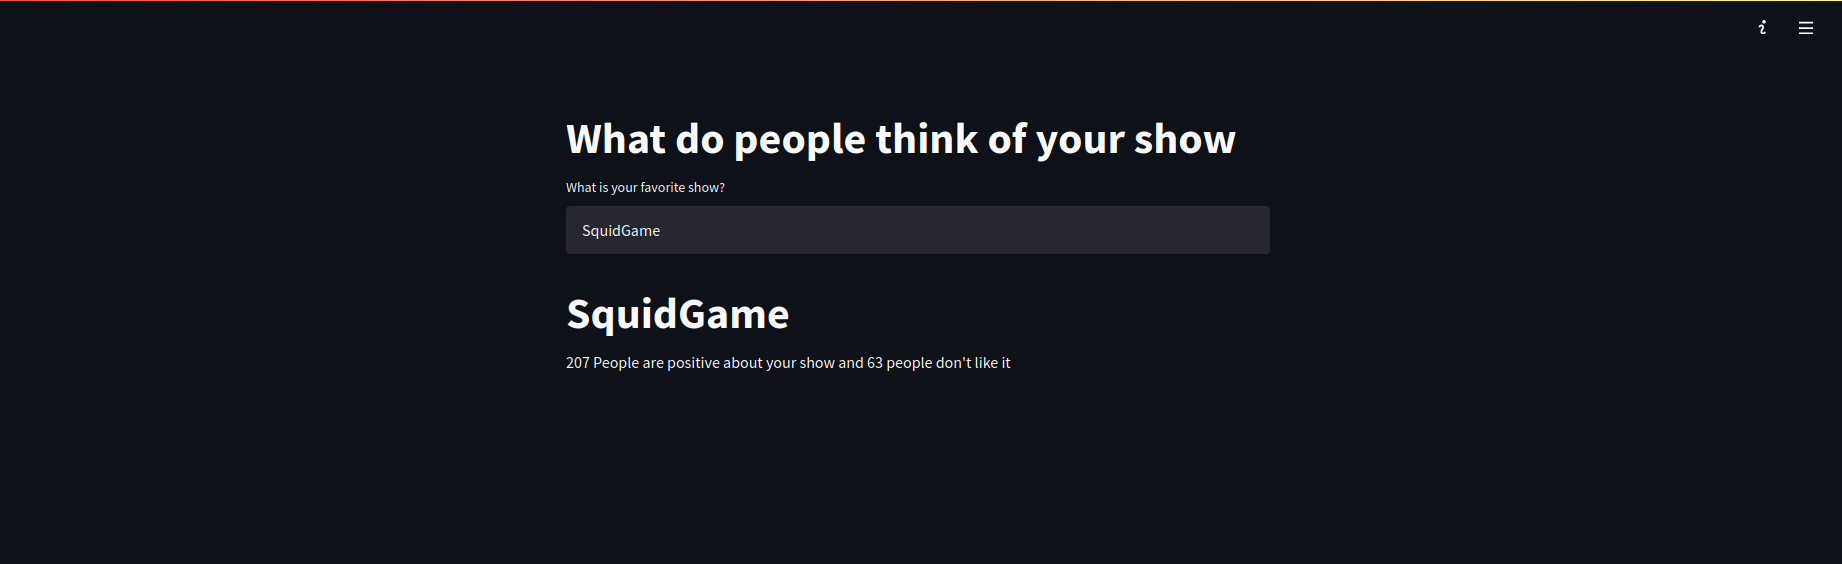 What do people think of your show
What is your favorite show?
SquidGame
SquidGame
207 People are positive about your show and 63 people don't like it